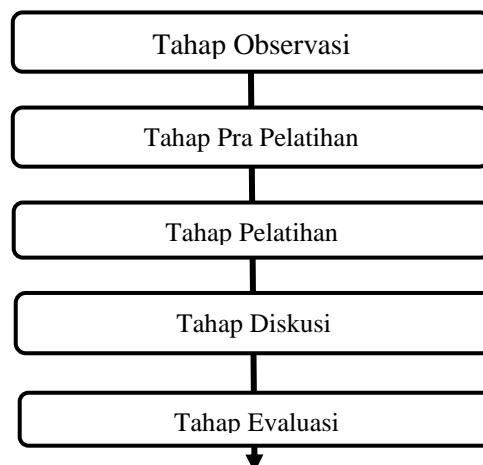 Tahap Observasi
Tahap Pra Pelatihan
Tahap Pelatihan
Tahap Diskusi
Tahap Evaluasi